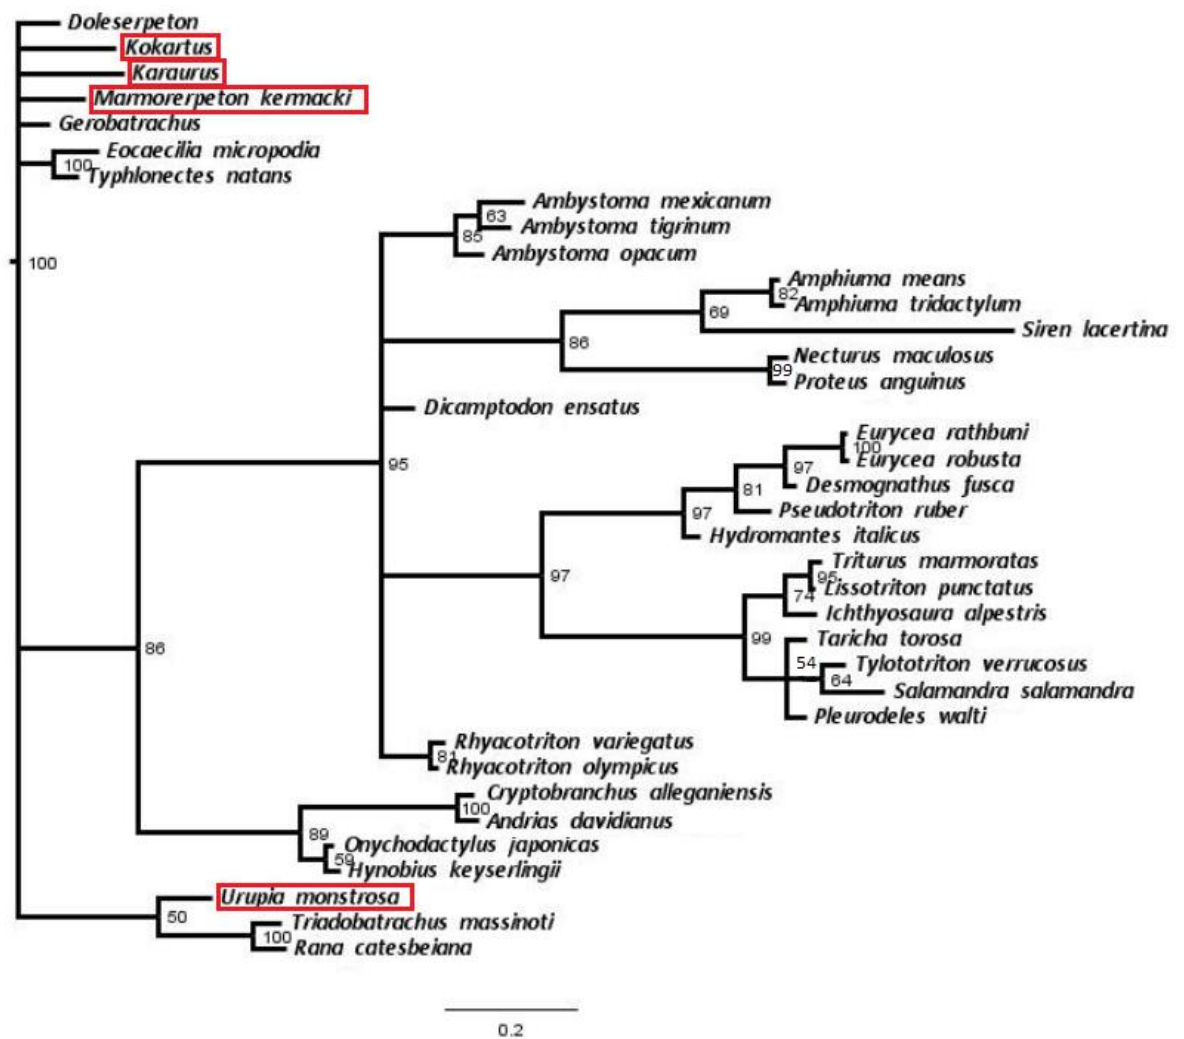 Doleserpeton
Kokartus
Karaurus
Marmorerpeton kermacki
Gerobatrachus
Eocaecilia micropodia
100
Typhlonectes natans
Ambystoma mexicanum
63
Ambystoma tigrinum
85
Ambystoma opacum
100
Amphiuma means
82
Amphiuma tridactylum
69
Siren lacertina
86
Necturus maculosus
99
Proteus anguinus
Dicamptodon ensatus
Eurycea rathbuni
100
Eurycea robusta
95
97
Desmognathus fusca
81
Pseudotriton ruber
97
Hydromantes italicus
Triturus marmoratas
97
95
Lissotriton punctatus
74
Ichthyosaura alpestris
99
Taricha torosa
86
54
Tylototriton verrucosus
64
Salamandra salamandra
Pleurodeles walti
Rhyacotriton variegatus
81
Rhyacotriton olympicus
Cryptobranchus alleganiensis
100
Andrias davidianus
89
Onychodactylus japonicas
59
Hynobius keyserlingii
Urupia monstrosa
50
Triadobatrachus massinoti
100
Rana catesbeiana
0.2